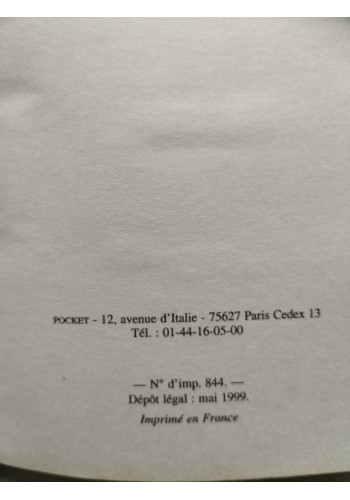 POCKET - 12, avenue d'Italie - 75627 Paris Cedex 13
Tél. : 01-44-16-05-00
— N° d'imp. 844. —
Dépôt légal : mai 1999.
Imprimé en France